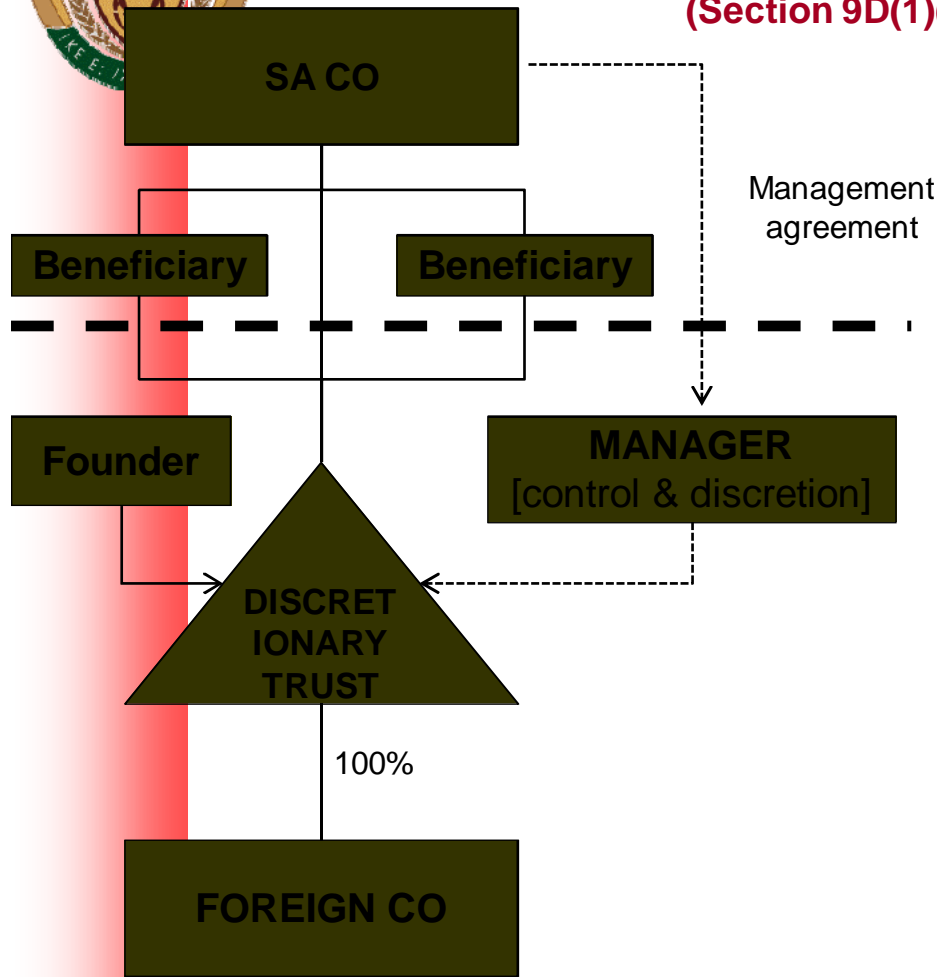 (Section 9D(1)
SA CO
Management
agreement
Beneficiary
Beneficiary
Founder
MANAGER
[control & discretion]
DISCRET
IONARY
TRUST
100%
FOREIGN CO